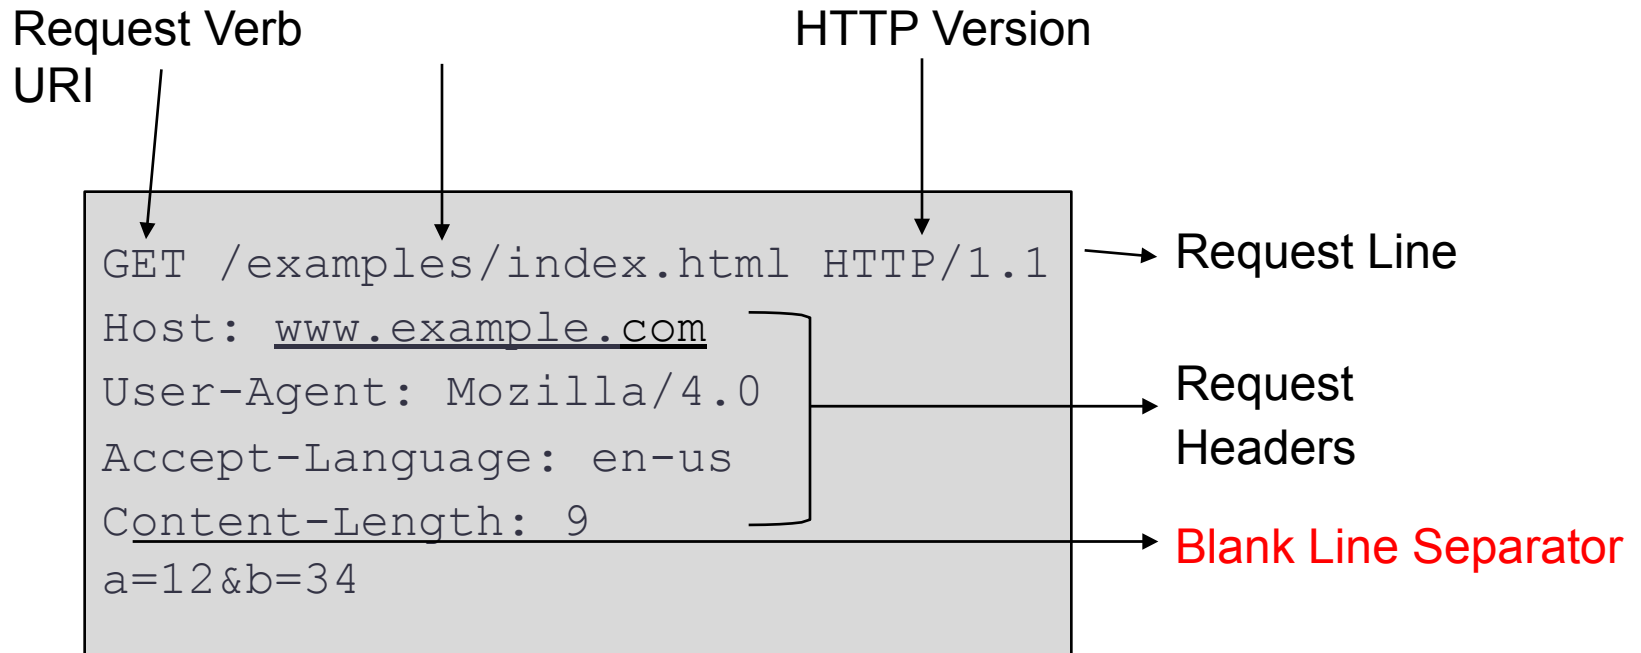 Request Verb
URI
HTTP Version
GET /examples/index.html HTTP/1.1
Request Line
Host: www.example.com
User-Agent: Mozilla/4.0
Accept-Language: en-us
Content-Length: 9
Request
Headers
Blank Line Separator
a=12&b=34